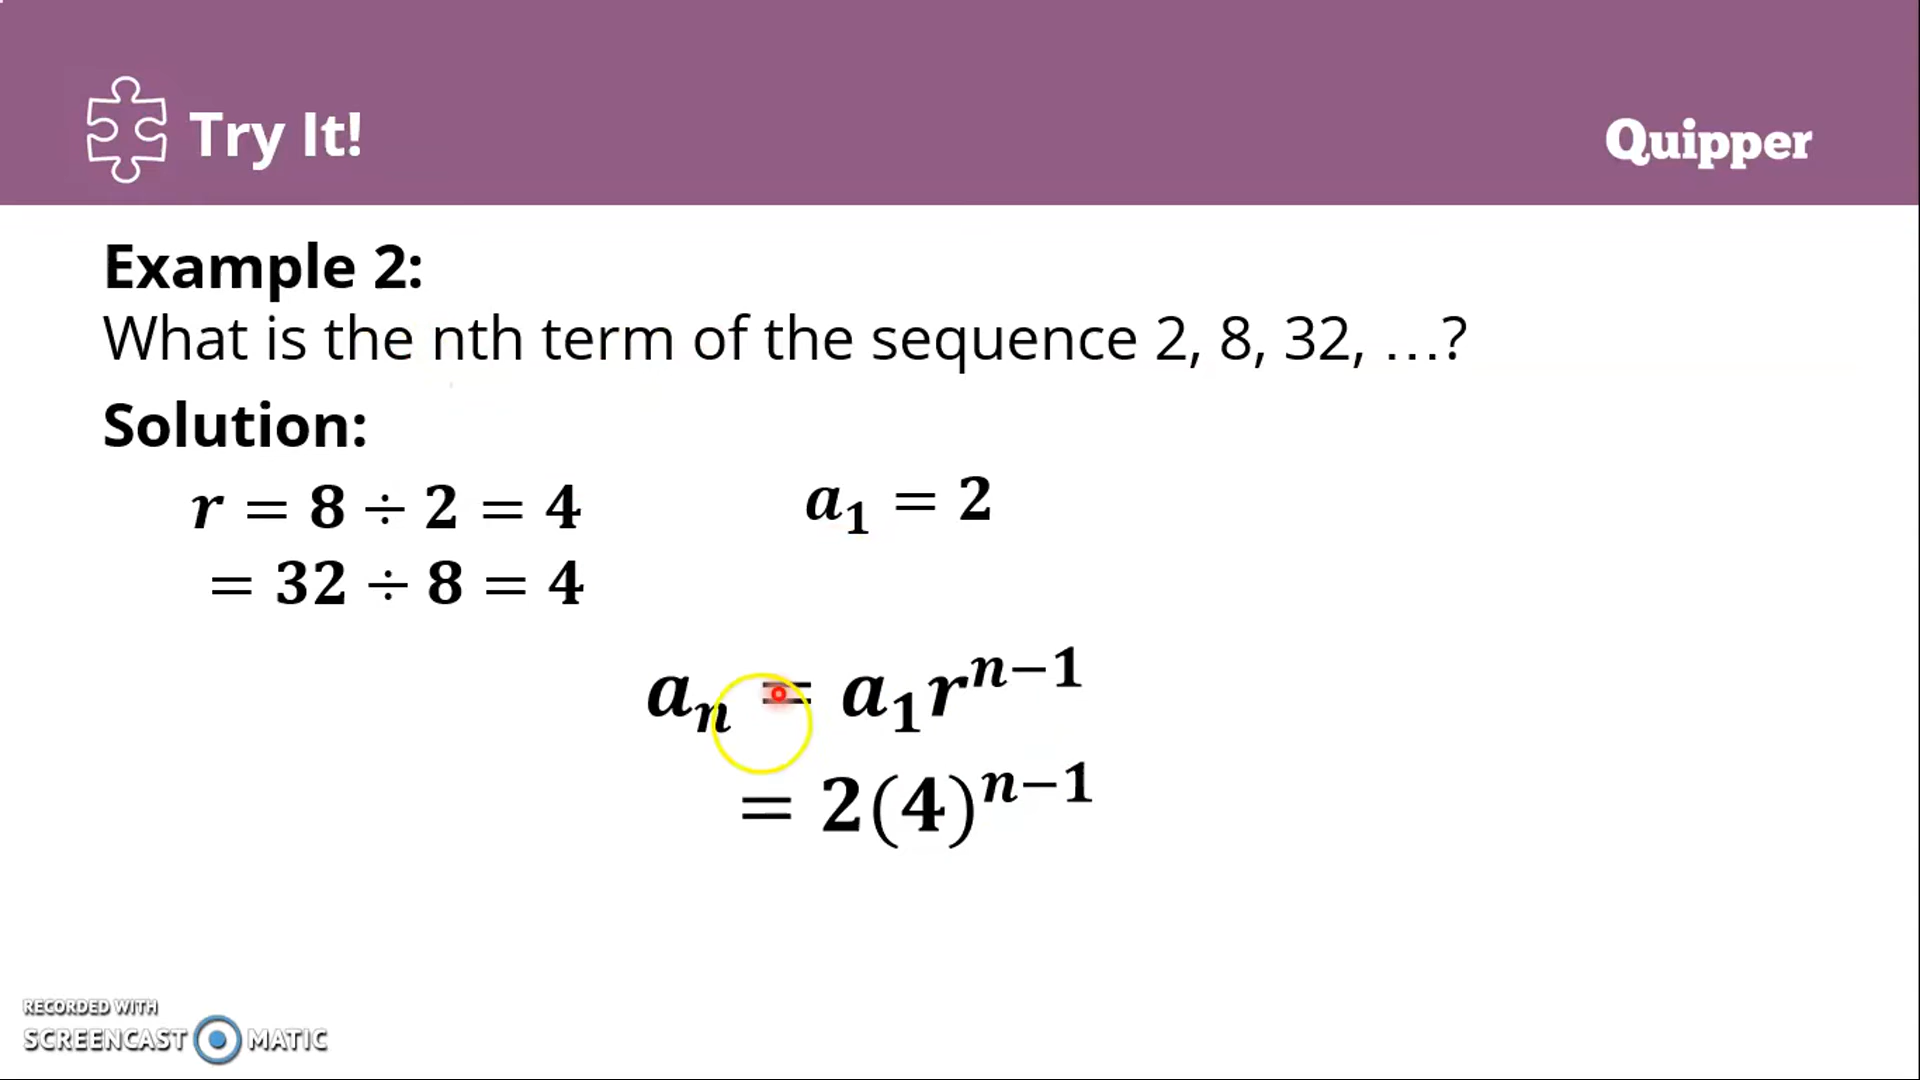 Try It!
Quipper
Example 2:
What is the nth term of the sequence 2, 8, 32, …?
Solution:
r = 8 ÷ 2 = 4
a₁ = 2
= 32 ÷ 8 = 4
aₙ = a₁rⁿ⁻¹
= 2(4)ⁿ⁻¹
RECORDED WITH
SCREENCAST MATIC